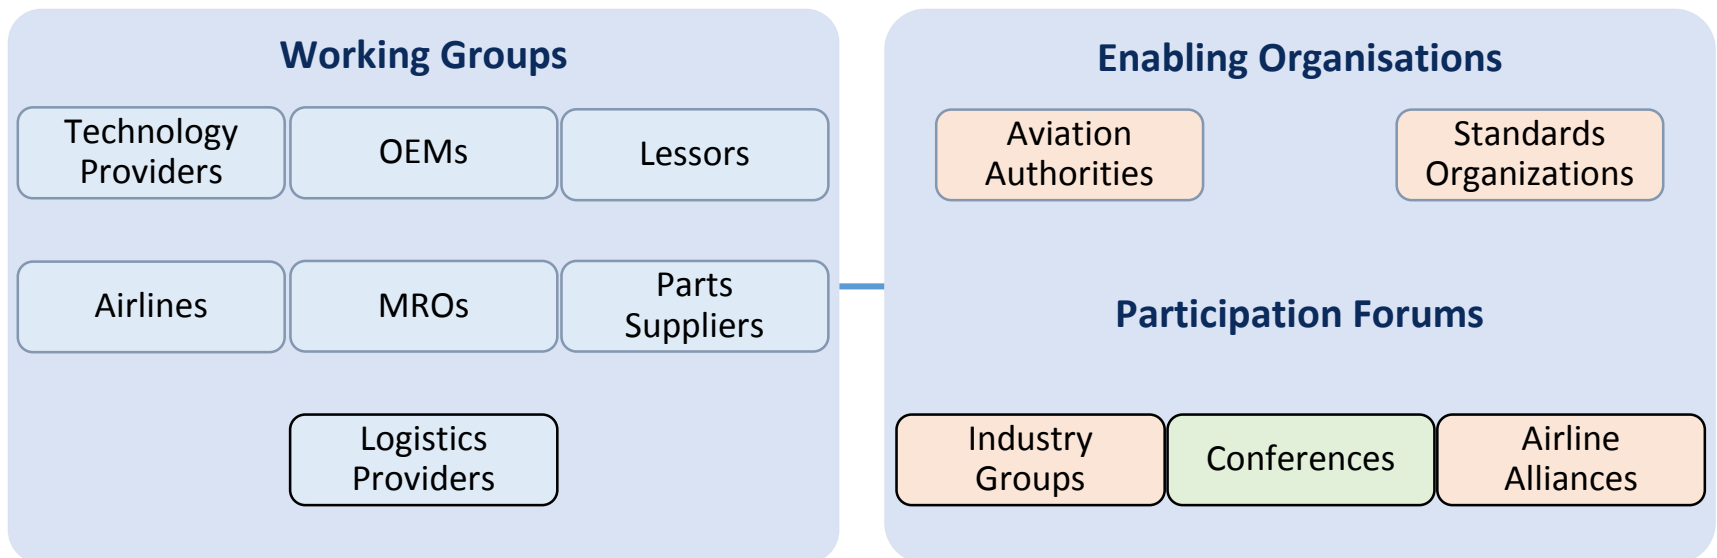 Working Groups
Technology
Providers
OEMs
Lessors
Airlines
MROs
Parts
Suppliers
Logistics
Providers
Enabling Organisations
Aviation
Authorities
Standards
Organizations
Participation Forums
Industry
Groups
Conferences
Airline
Alliances